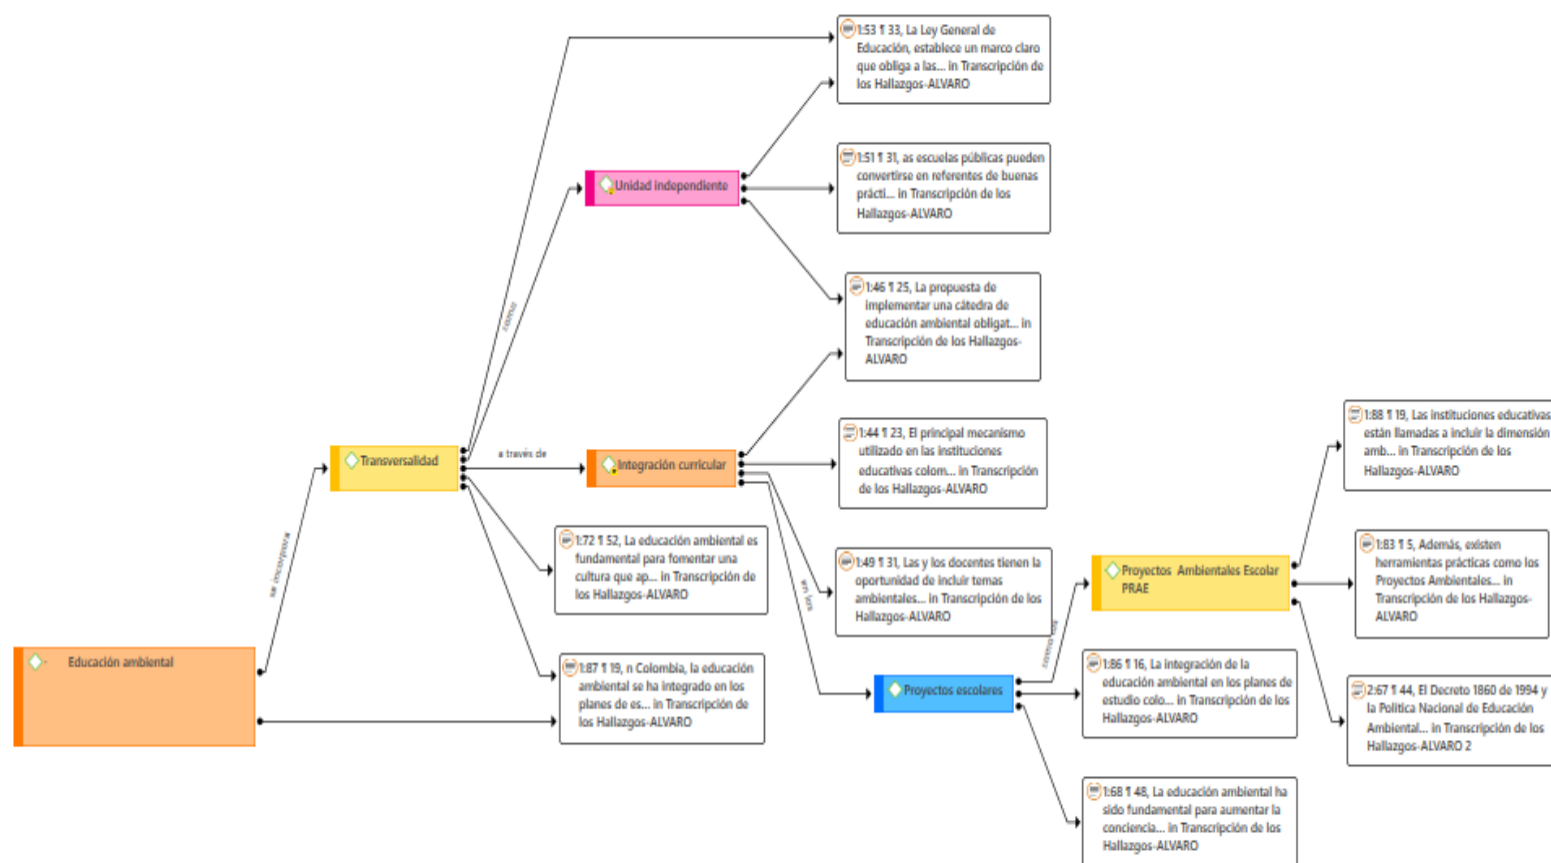 1:53 ¶ 33, La Ley General de
Educación, establece un marco claro
que obliga a las... in Transcripción de
los Hallazgos-ALVARO
1:51 ¶ 31, as escuelas públicas pueden
convertirse en referentes de buenas
prácti... in Transcripción de los
Hallazgos-ALVARO
Unidad independiente
1:46 ¶ 25, La propuesta de
implementar una cátedra de
educación ambiental obligat... in
Transcripción de los Hallazgos-
ALVARO
como
1:88 ¶ 19, Las instituciones educativas
están llamadas a incluir la dimensión
amb... in Transcripción de los
Hallazgos-ALVARO
1:44 ¶ 23, El principal mecanismo
utilizado en las instituciones
educativas colom... in Transcripción
de los Hallazgos-ALVARO
Transversalidad
a través de
Integración curricular
1:72 ¶ 52, La educación ambiental es
fundamental para fomentar una
cultura que ap... in Transcripción de
los Hallazgos-ALVARO
1:49 ¶ 31, Las y los docentes tienen la
oportunidad de incluir temas
ambientales... in Transcripción de los
Hallazgos-ALVARO
1:83 ¶ 5, Además, existen
herramientas prácticas como los
Proyectos Ambientales... in
Transcripción de los Hallazgos-
ALVARO
Proyectos Ambientales Escolar
PRAE
se incorpora
en los
Educación ambiental
1:87 ¶ 19, n Colombia, la educación
ambiental se ha integrado en los
planes de es... in Transcripción de
los Hallazgos-ALVARO
Proyectos escolares
1:86 ¶ 16, La integración de la
educación ambiental en los planes de
estudio colo... in Transcripción de los
Hallazgos-ALVARO
2:67 ¶ 44, El Decreto 1860 de 1994 y
la Política Nacional de Educación
Ambiental... in Transcripción de los
Hallazgos-ALVARO 2
1:68 ¶ 48, La educación ambiental ha
sido fundamental para aumentar la
conciencia... in Transcripción de los
Hallazgos-ALVARO